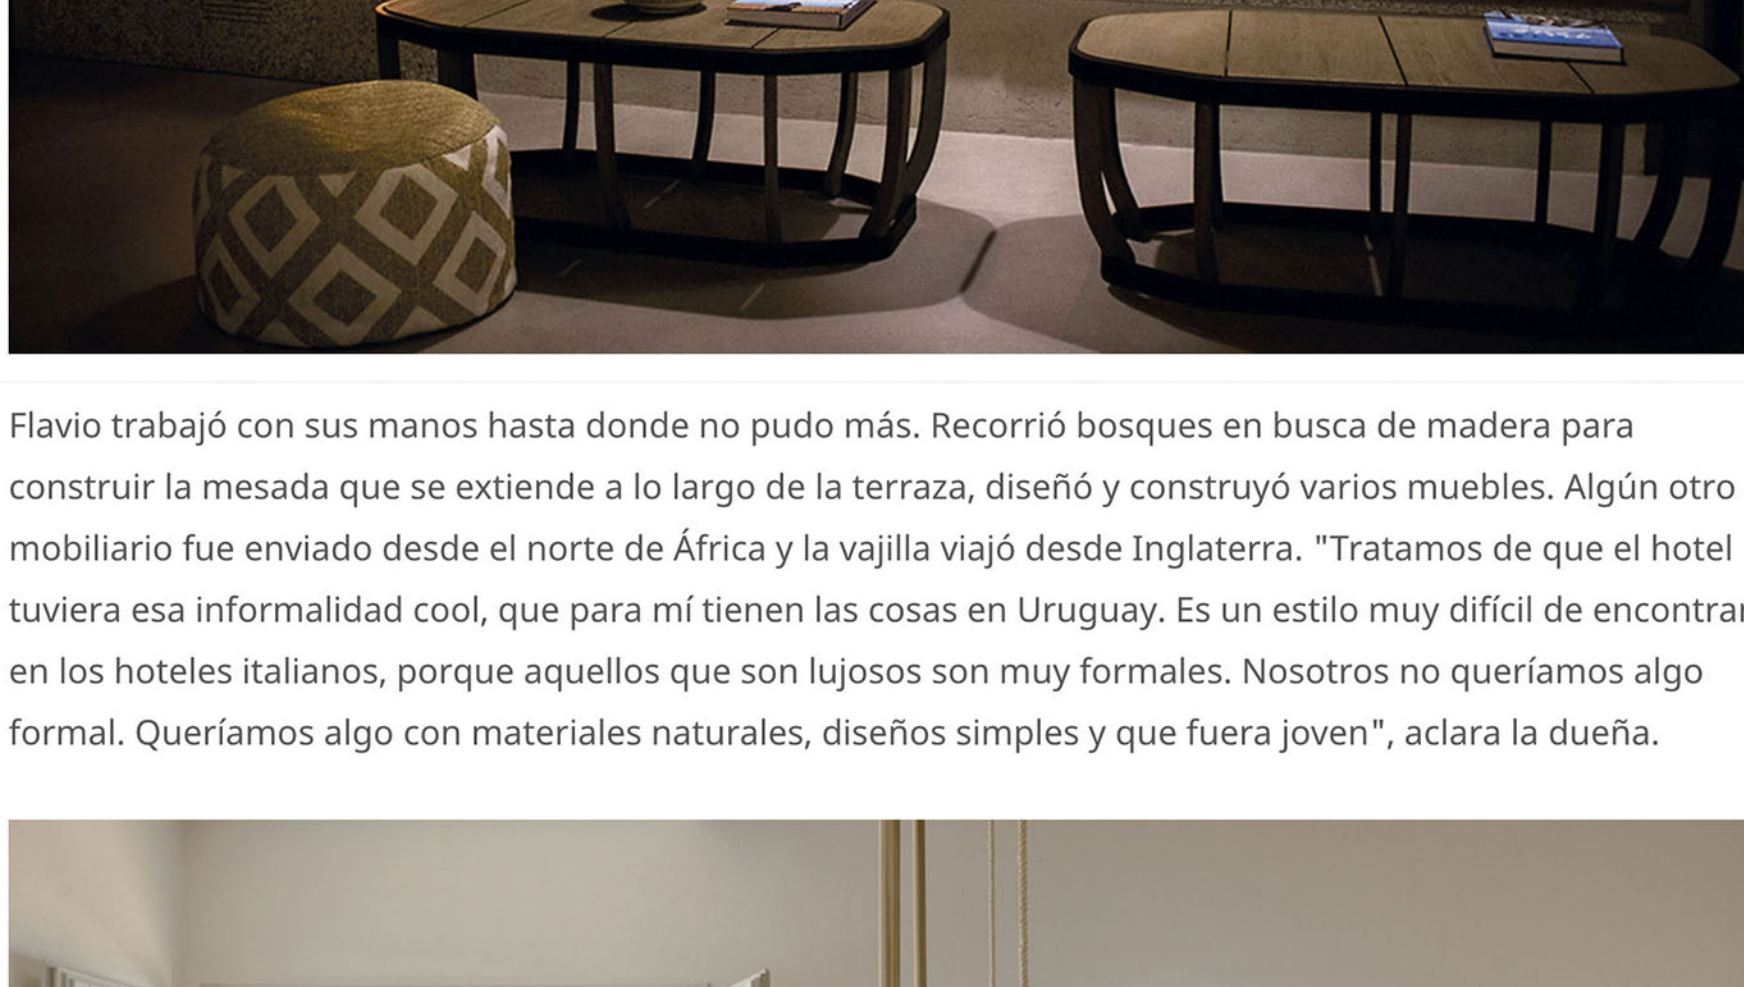 Flavio trabajó con sus manos hasta donde no pudo más. Recorrió bosques en busca de madera para
construir la mesada que se extiende a lo largo de la terraza, diseñó y construyó varios muebles. Algún otro
mobiliario fue enviado desde el norte de África y la vajilla viajó desde Inglaterra. "Tratamos de que el hotel
tuviera esa informalidad cool, que para mí tienen las cosas en Uruguay. Es un estilo muy difícil de encontrar
en los hoteles italianos, porque aquellos que son lujosos son muy formales. Nosotros no queríamos algo
formal. Queríamos algo con materiales naturales, diseños simples y que fuera joven", aclara la dueña.